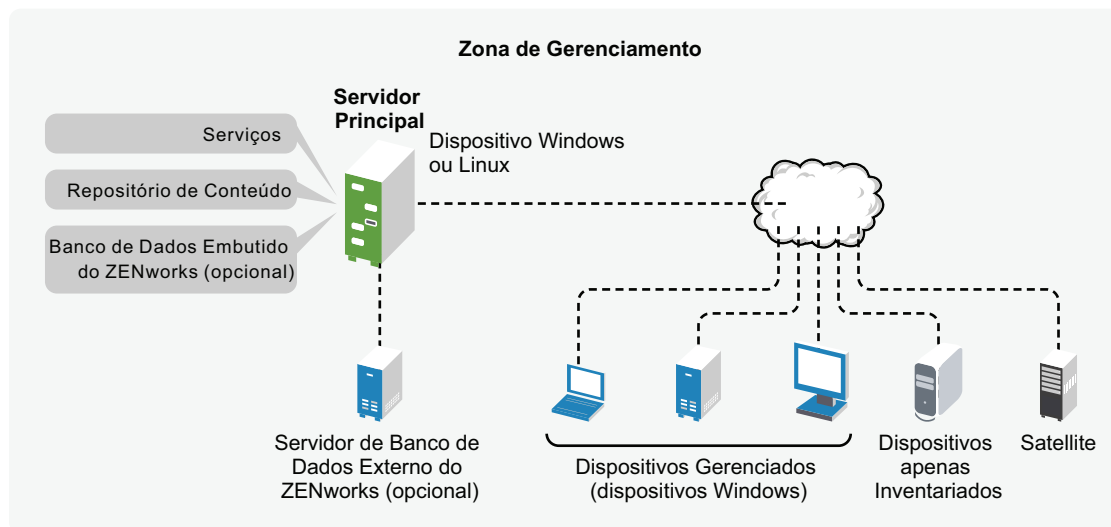 Zona de Gerenciamento
Servidor
Principal
Dispositivo Windows
ou Linux
Serviços
Repositório de Conteúdo
Banco de Dados Embutido
do ZENworks (opcional)
Servidor de Banco de
Dados Externo do
ZENworks (opcional)
Dispositivos Gerenciados
(dispositivos Windows)
Dispositivos
apenas
Inventariados
Satellite